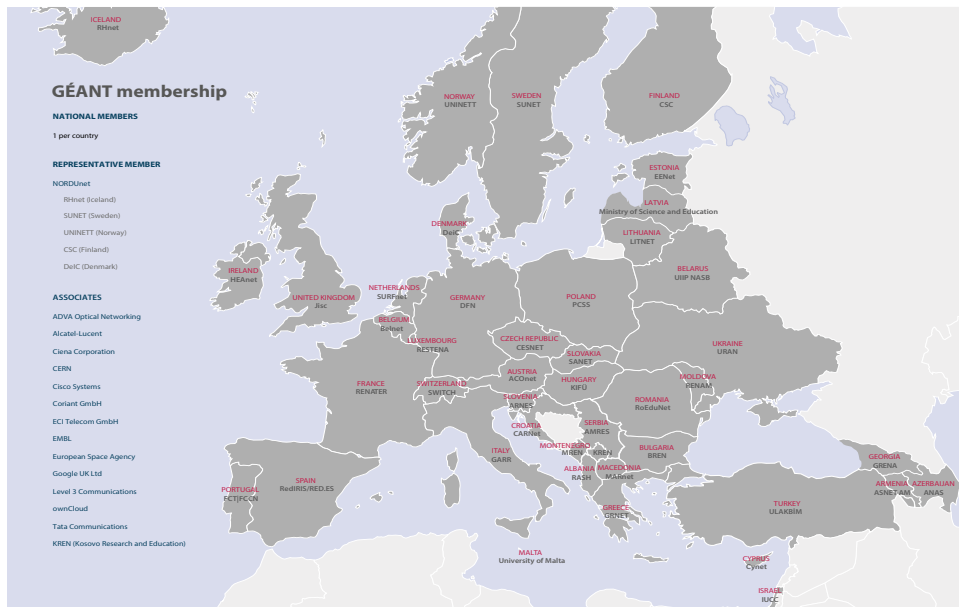 ICELAND
RHnet
GÉANT membership
NATIONAL MEMBERS
1 per country
REPRESENTATIVE MEMBER
NORDUnet
RHnet (Iceland)
SUNET (Sweden)
UNINETT (Norway)
CSC (Finland)
DeIC (Denmark)
ASSOCIATES
ADVA Optical Networking
Alcatel-Lucent
Ciena Corporation
CERN
Cisco Systems
Coriant GmbH
ECI Telecom GmbH
EMBL
European Space Agency
Google UK Ltd
Level 3 Communications
ownCloud
Tata Communications
KREN (Kosovo Research and Education)
NORWAY
UNINETT
SWEDEN
SUNET
FINLAND
CSC
ESTONIA
EENet
LATVIA
Ministry of Science and Education
LITHUANIA
LITNET
DENMARK
DeiC
BELARUS
UIIP NASB
IRELAND
HEAnet
UNITED KINGDOM
Jisc
NETHERLANDS
SURFnet
GERMANY
DFN
POLAND
PCSS
BELGIUM
Belnet
LUXEMBOURG
RESTENA
CZECH REPUBLIC
CESNET
SLOVAKIA
SANET
UKRAINE
URAN
FRANCE
RENATER
SWITZERLAND
SWITCH
AUSTRIA
ACOnet
HUNGARY
KIFÜ
MOLDOVA
RENAM
SLOVENIA
ARNES
ROMANIA
RoEduNet
CROATIA
CARNet
SERBIA
AMRES
MONTENEGRO
MREN
KREN
BULGARIA
BREN
ITALY
GARR
ALBANIA
RASH
MACEDONIA
MARnet
GEORGIA
GRENA
PORTUGAL
FCT|FCCN
SPAIN
RedIRIS/RED.ES
GREECE
GRNET
TURKEY
ULAKBİM
ARMENIA
ASNET AM
AZERBAIJAN
ANAS
MALTA
University of Malta
CYPRUS
Cynet
ISRAEL
IUCC